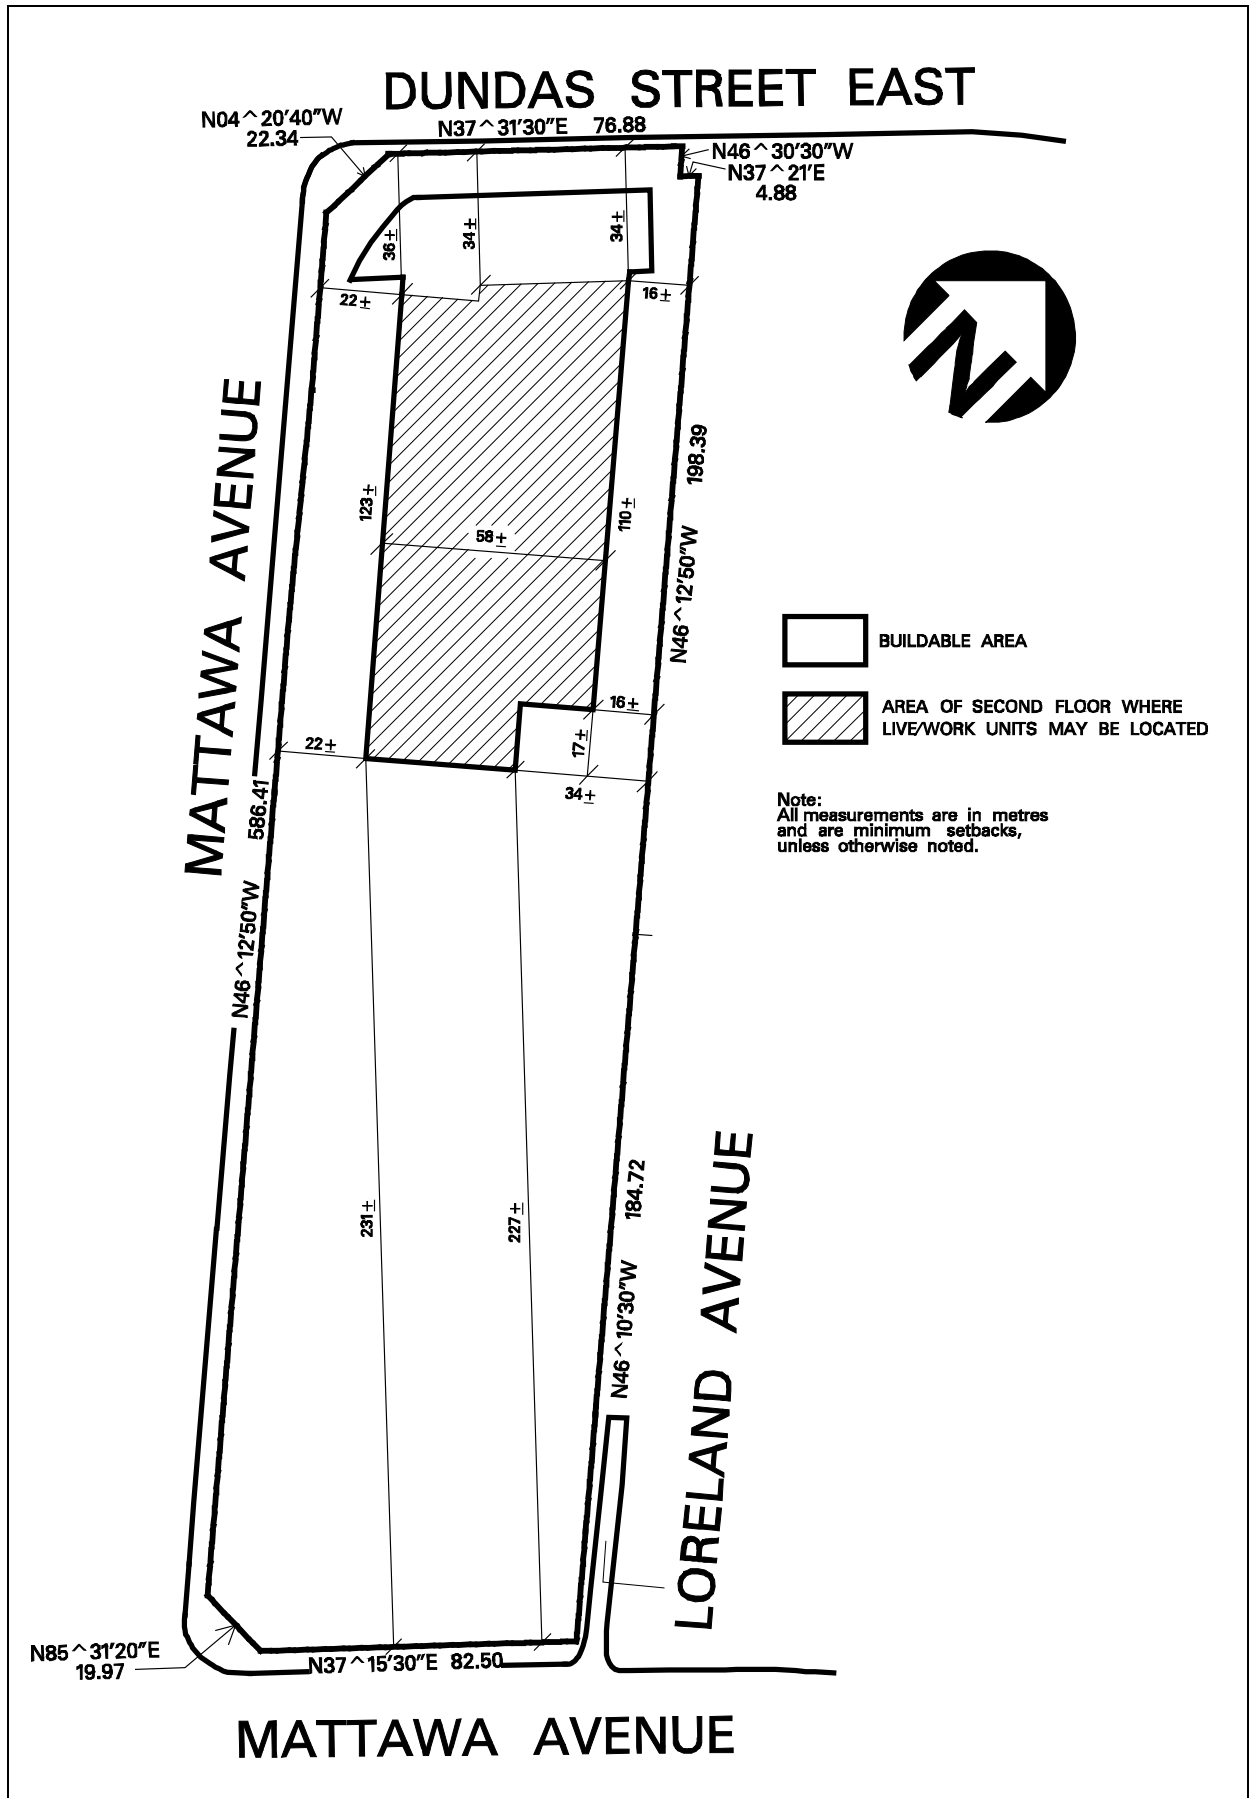 DUNDAS STREET EAST
N04^20'40"W
22.34
N37^31'30"E 76.88
N46^30'30"W
N37^21'E
4.88
36±
34±
34±
22±
16±
N
MATTAWA AVENUE
123±
58±
110±
198.39
N46^12'50"W
BUILDABLE AREA
AREA OF SECOND FLOOR WHERE
LIVE/WORK UNITS MAY BE LOCATED
16±
22±
17±
34±
586.41
N46^12'50"W
Note:
All measurements are in metres
and are minimum setbacks,
unless otherwise noted.
231±
227±
184.72
N46^10'30"W
LORELAND AVENUE
N85^31'20"E
19.97
N37^15'30"E 82.50
MATTAWA AVENUE